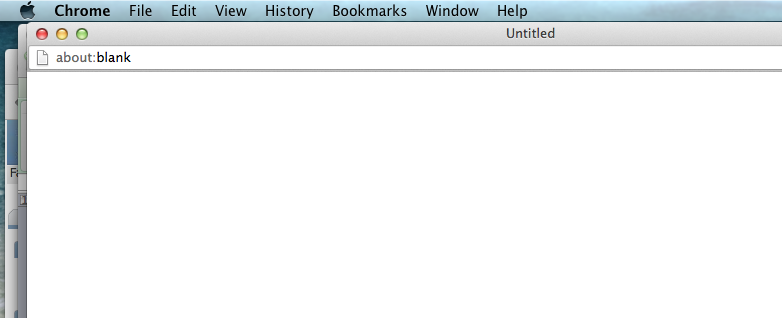 Chrome File Edit View History Bookmarks Window Help
Untitled
about:blank